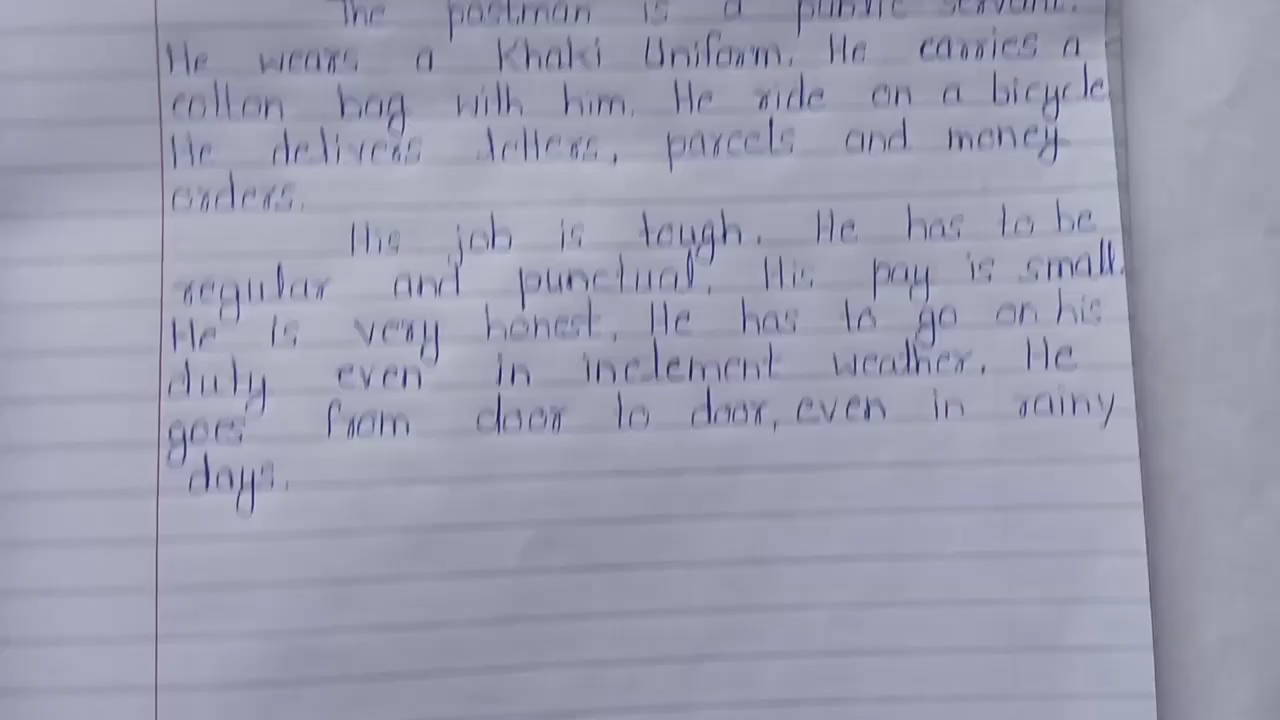 The postman is a public servant.
He wears a Khaki Uniform. He carries a
cotton bag with him. He ride on a bicycle.
He delivers letters, parcels and money
orders.
His job is tough. He has to be
regular and punctual. His pay is small.
He is very honest. He has to go on his
duty even in inclement weather. He
goes from door to door, even in rainy
days.